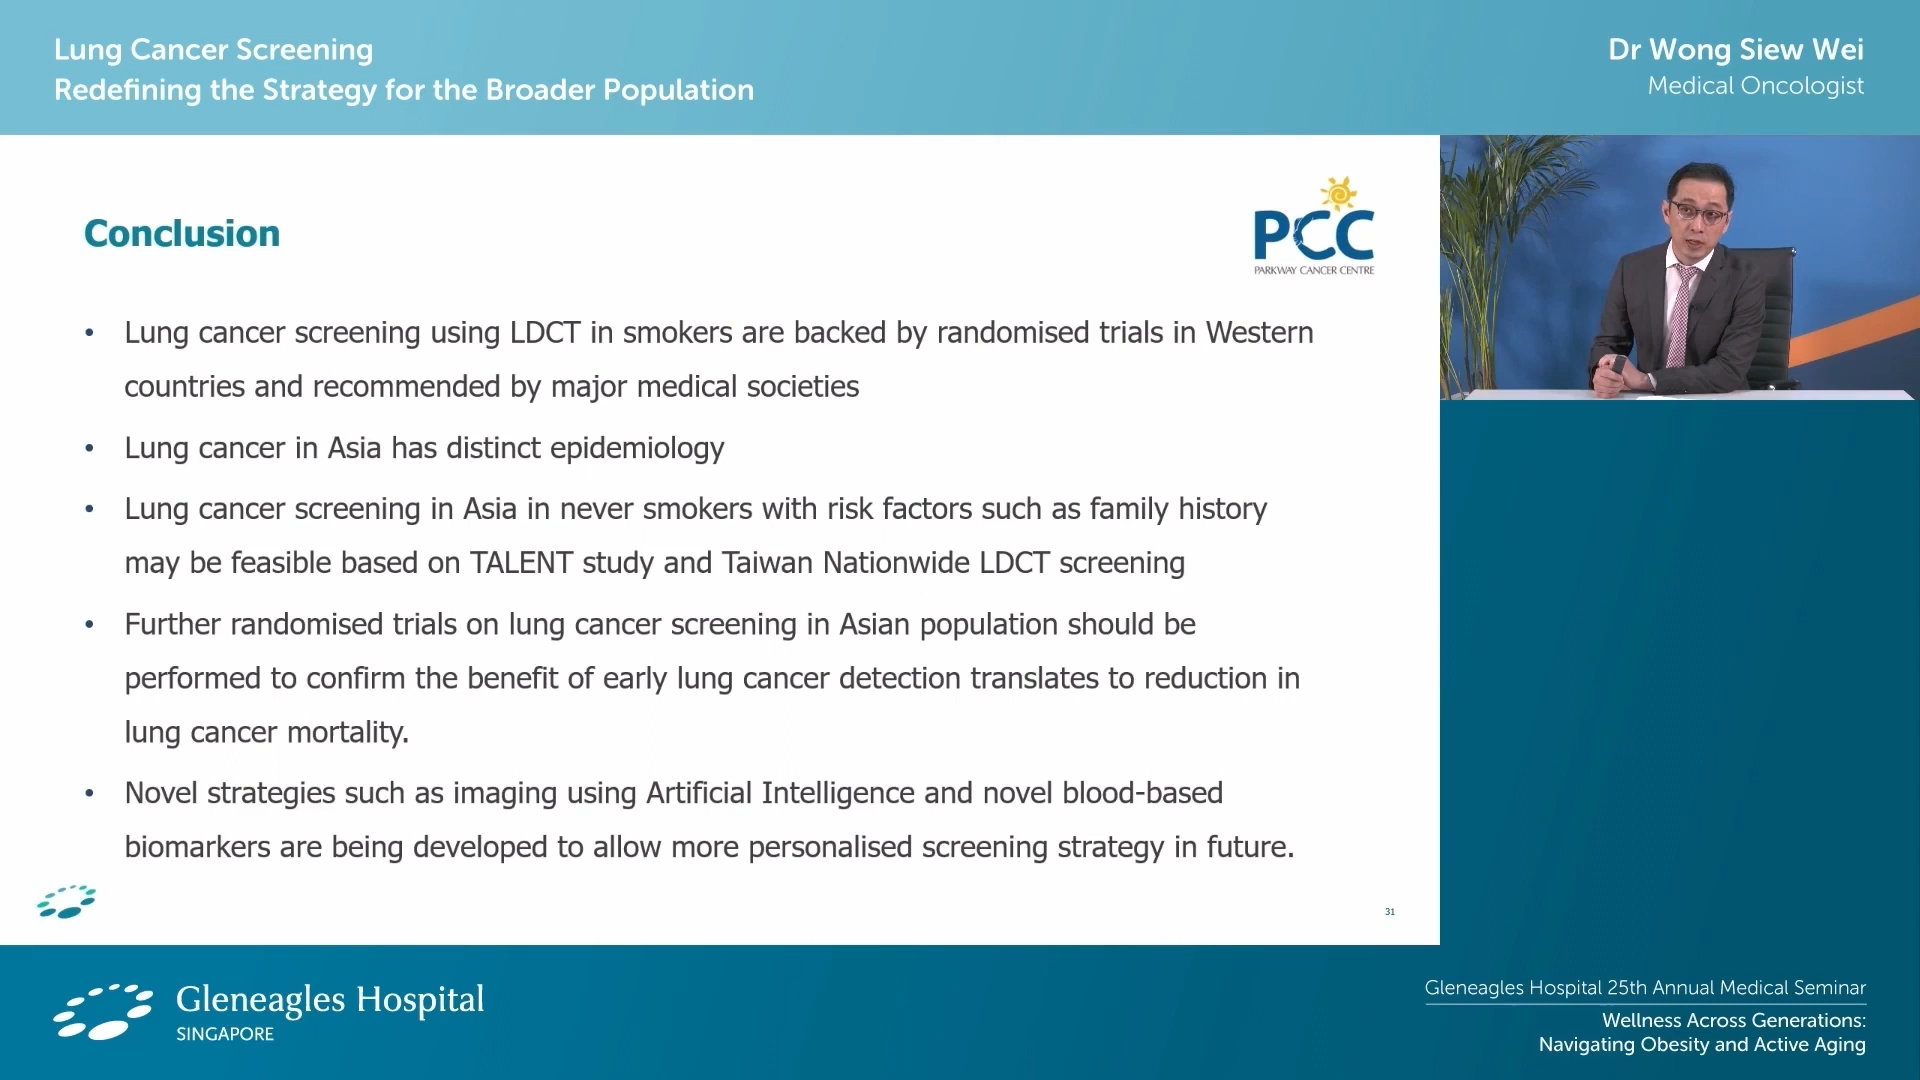 Lung Cancer Screening
Redefining the Strategy for the Broader Population
Dr Wong Siew Wei
Medical Oncologist
Conclusion
PCC
PARKWAY CANCER CENTRE
• Lung cancer screening using LDCT in smokers are backed by randomised trials in Western
countries and recommended by major medical societies
• Lung cancer in Asia has distinct epidemiology
• Lung cancer screening in Asia in never smokers with risk factors such as family history
may be feasible based on TALENT study and Taiwan Nationwide LDCT screening
• Further randomised trials on lung cancer screening in Asian population should be
performed to confirm the benefit of early lung cancer detection translates to reduction in
lung cancer mortality.
• Novel strategies such as imaging using Artificial Intelligence and novel blood-based
biomarkers are being developed to allow more personalised screening strategy in future.
31
Gleneagles Hospital
SINGAPORE
Gleneagles Hospital 25th Annual Medical Seminar
Wellness Across Generations:
Navigating Obesity and Active Aging